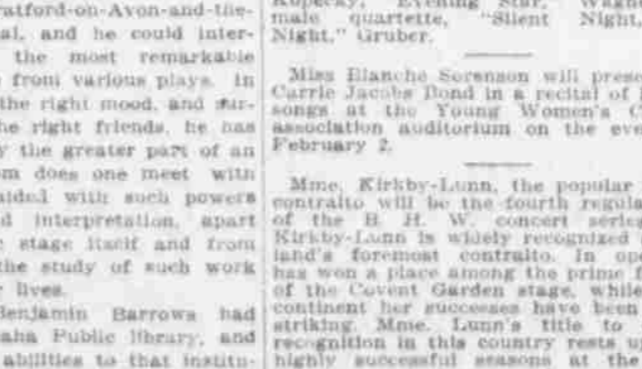 ratford-on-Avon-and-the-
al, and he could inter-
the most remarkable
from various plays. In
the right mood, and sur-
he right friends, he has
y the greater part of an
om does one meet with
aided with such powers
d interpretation, apart
stage itself and from
the study of such work
lives.
Benjamin Barrows had
aha Public library, and
abilities to that institu-
Kopecky, "Evening Star," Wagn
male quartette, "Silent Night,
Night," Gruber.
Miss Blanche Sorenson will pres
Carrie Jacobs Bond in a recital of
songs at the Young Women's C
association auditorium on the eve
February 2.
Mme. Kirkby-Lunn, the popular
contralto will be the fourth regula
of the B. H. W. concert series
Kirkby-Lunn is widely recognized
land's foremost contralto. In ope
has won a place among the prime
of the Covent Garden stage, while
continent her successes have been
striking. Mme. Lunn's title to
recognition in this country rests u
highly successful seasons at the